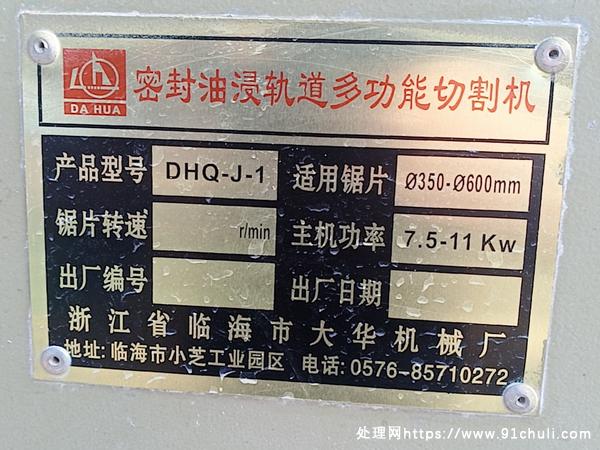 DA HUA
密封油浸轨道多功能切割机
产品型号 DHQ-J-1 适用锯片 Ø350-Ø600mm
锯片转速 r/min 主机功率 7.5-11 Kw
出厂编号 出厂日期
浙江省临海市大华机械厂
地址: 临海市小芝工业园区 电话: 0576-85710272
处理网https://www.91chuli.com/